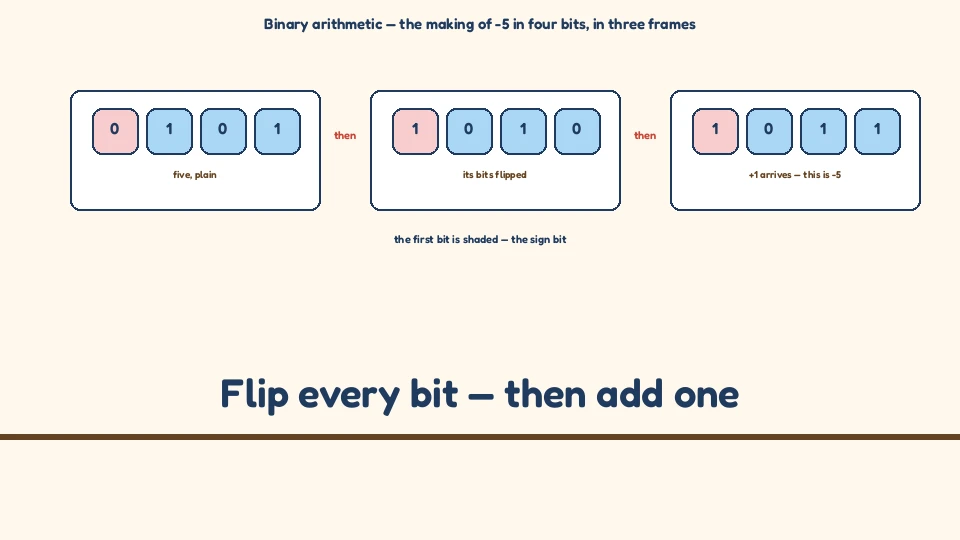 Binary arithmetic — the making of -5 in four bits, in three frames
0 1 0 1
five, plain
then
1 0 1 0
its bits flipped
then
1 0 1 1
+1 arrives — this is -5
the first bit is shaded — the sign bit
Flip every bit — then add one